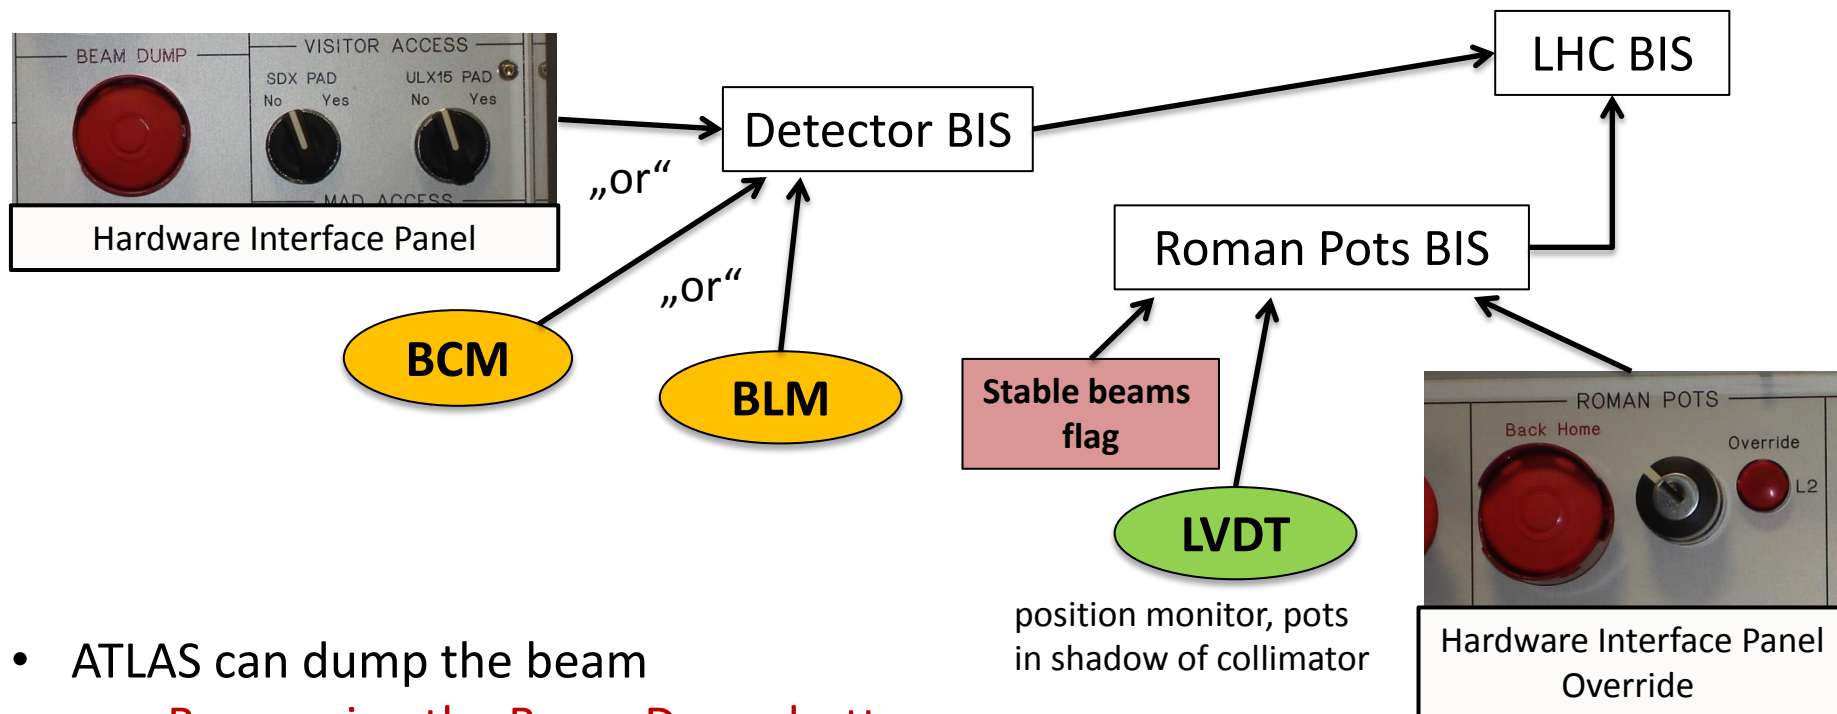 BEAM DUMP
VISITOR ACCESS
SDX PAD
ULX15 PAD
No Yes
No Yes
MAD ACCESS
Hardware Interface Panel
„or“
„or“
Detector BIS
LHC BIS
Roman Pots BIS
BCM
BLM
Stable beams
flag
LVDT
position monitor, pots
in shadow of collimator
ROMAN POTS
Back Home
Override
L2
Hardware Interface Panel
Override
• ATLAS can dump the beam